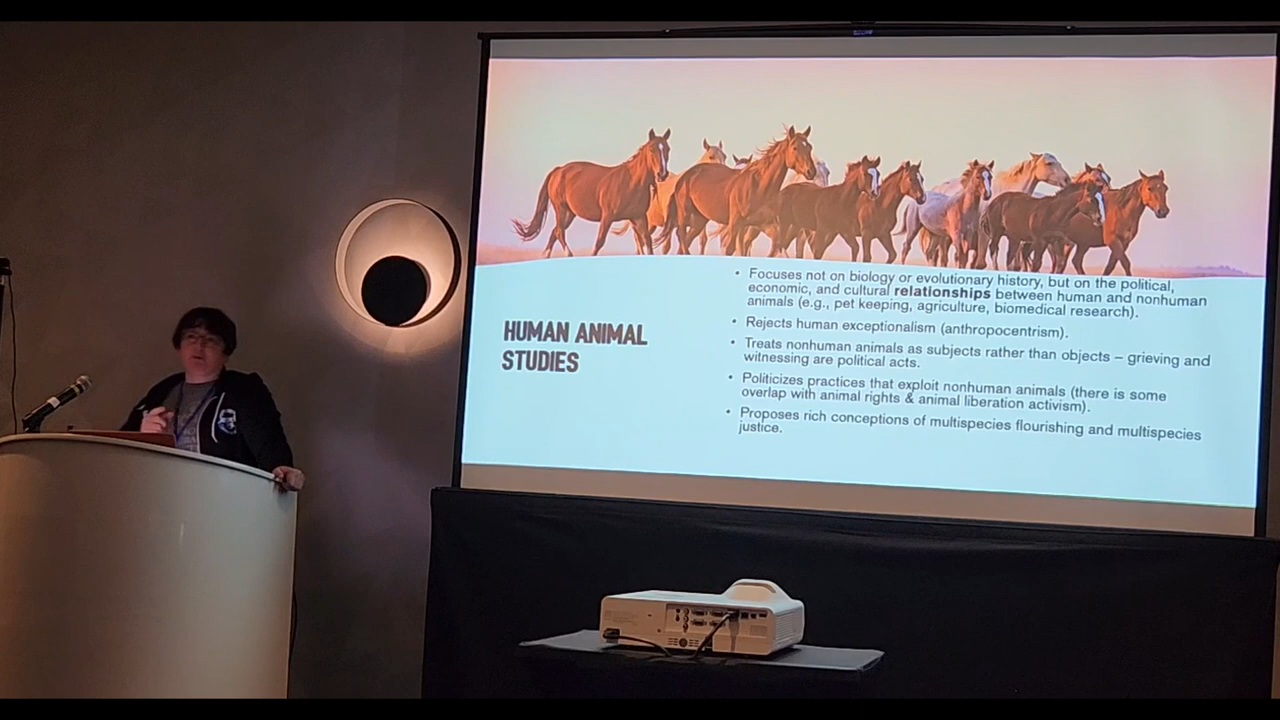 HUMAN ANIMAL
STUDIES
• Focuses not on biology or evolutionary history, but on the political,
economic, and cultural relationships between human and nonhuman
animals (e.g., pet keeping, agriculture, biomedical research).
• Rejects human exceptionalism (anthropocentrism).
• Treats nonhuman animals as subjects rather than objects – grieving and
witnessing are political acts.
• Politicizes practices that exploit nonhuman animals (there is some
overlap with animal rights & animal liberation activism).
• Proposes rich conceptions of multispecies flourishing and multispecies
justice.